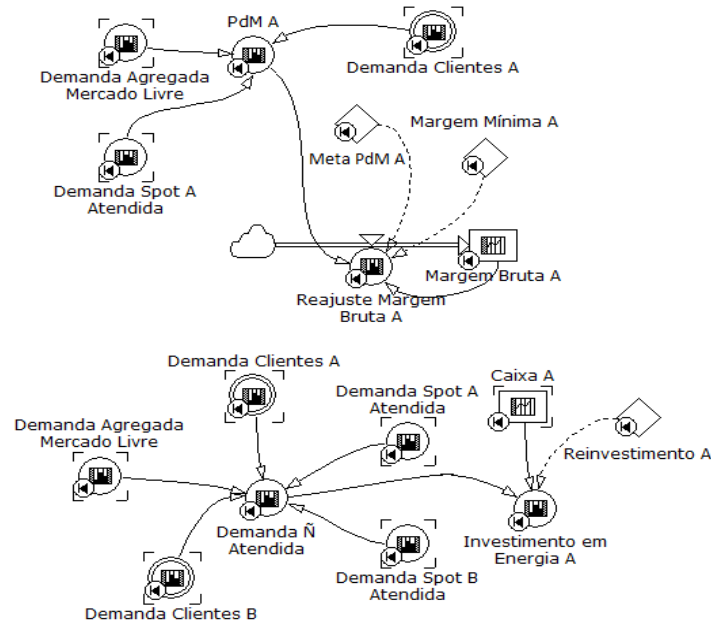 PdM A
Demanda Agregada
Mercado Livre
Demanda Clientes A
Margem Mínima A
Meta PdM A
Demanda Spot A
Atendida
Margem Bruta A
Reajuste Margem
Bruta A
Demanda Clientes A
Caixa A
Demanda Spot A
Atendida
Demanda Agregada
Mercado Livre
Reinvestimento A
Demanda Ñ
Atendida
Investimento em
Energia A
Demanda Spot B
Atendida
Demanda Clientes B